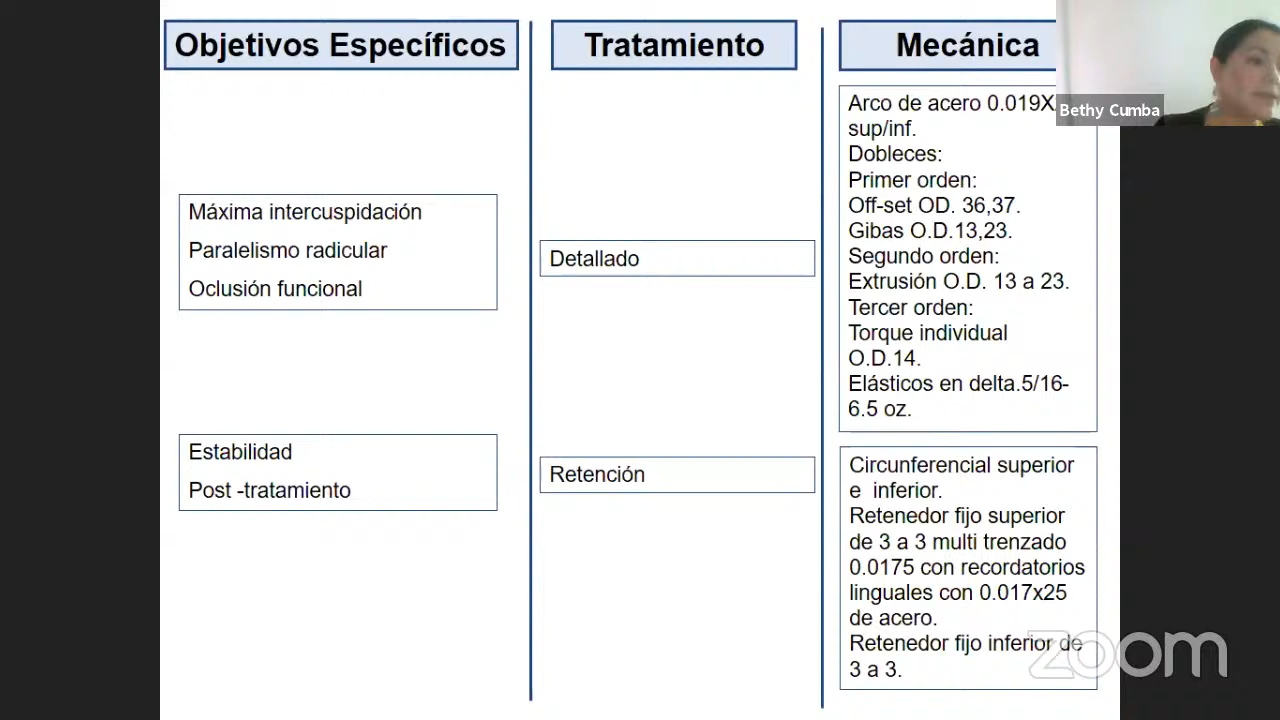 Objetivos Específicos
Tratamiento
Mecánica
Máxima intercuspidación
Paralelismo radicular
Oclusión funcional
Detallado
Arco de acero 0.019X
sup/inf.
Dobleces:
Primer orden:
Off-set OD. 36,37.
Gibas O.D.13,23.
Segundo orden:
Extrusión O.D. 13 a 23.
Tercer orden:
Torque individual
O.D.14.
Elásticos en delta.5/16-
6.5 oz.
Estabilidad
Post -tratamiento
Retención
Circunferencial superior
e inferior.
Retenedor fijo superior
de 3 a 3 multi trenzado
0.0175 con recordatorios
linguales con 0.017x25
de acero.
Retenedor fijo inferior de
3 a 3.
Bethy Cumba
zoom